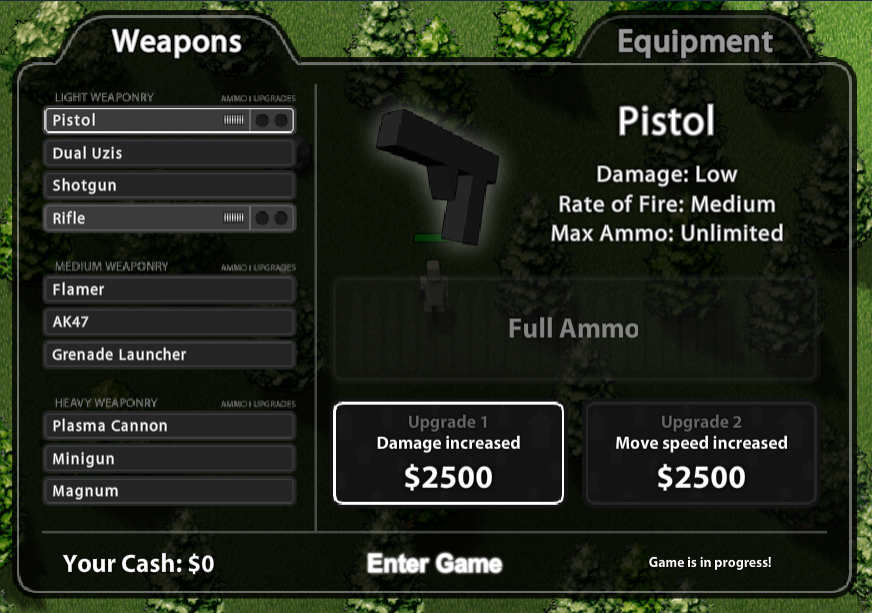 Weapons
Equipment
LIGHT WEAPONRY
AMMO | UPGRADES
Pistol
Dual Uzis
Shotgun
Rifle
MEDIUM WEAPONRY
AMMO | UPGRADES
Flamer
AK47
Grenade Launcher
HEAVY WEAPONRY
AMMO | UPGRADES
Plasma Cannon
Minigun
Magnum
Pistol
Damage: Low
Rate of Fire: Medium
Max Ammo: Unlimited
Full Ammo
Upgrade 1
Damage increased
$2500
Upgrade 2
Move speed increased
$2500
Your Cash: $0
Enter Game
Game is in progress!